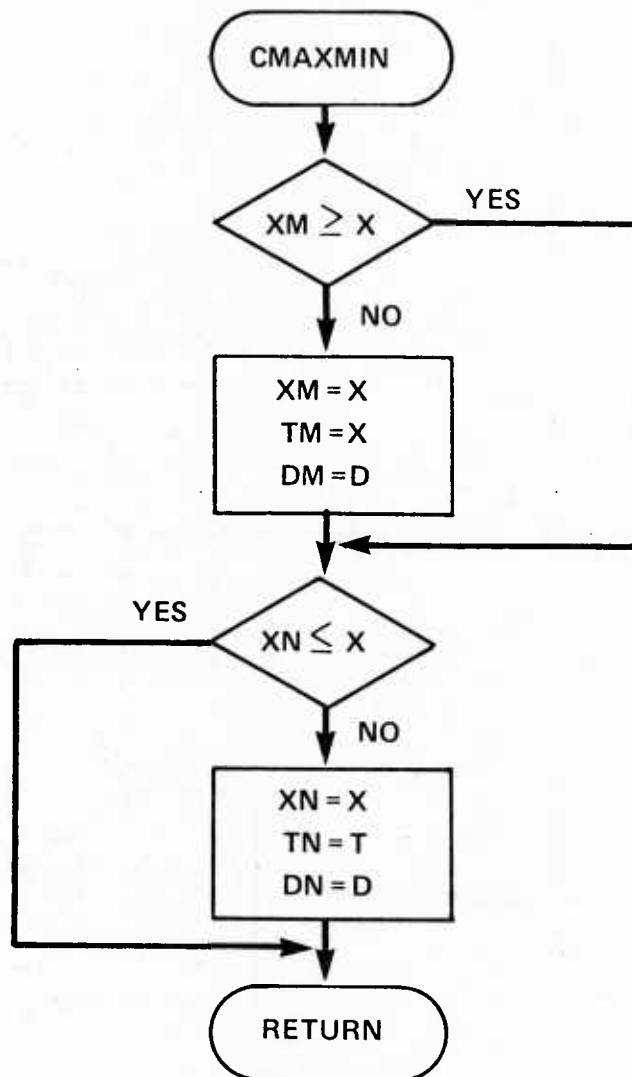 CMAXMIN
XM ≥ X
YES
NO
XM = X
TM = X
DM = D
YES
XN ≤ X
NO
XN = X
TN = T
DN = D
RETURN